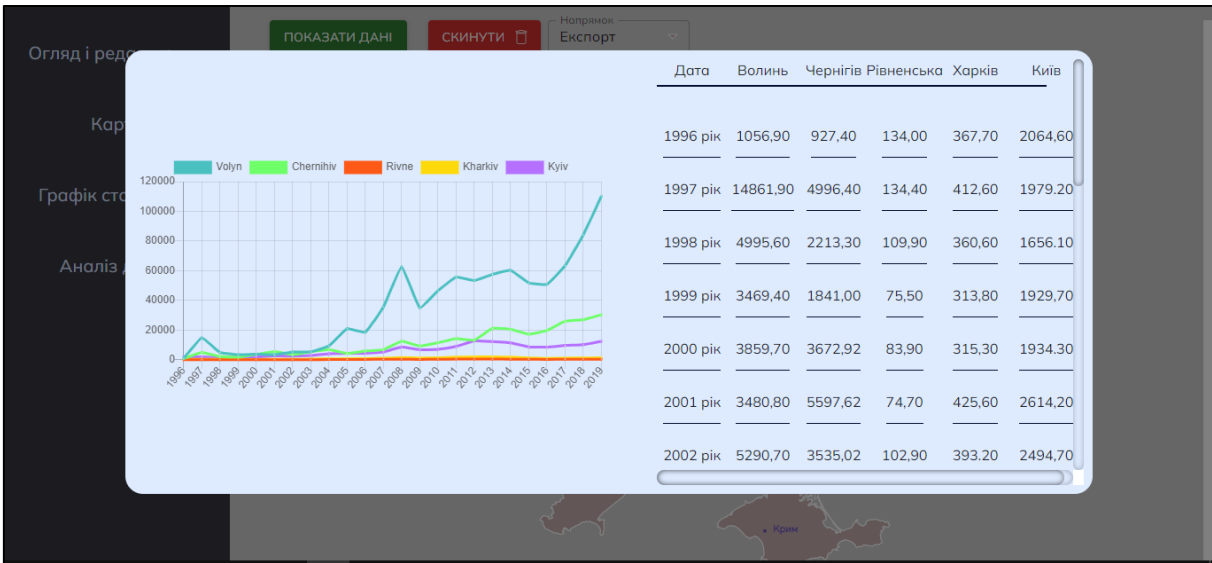 Напрямок
ПОКАЗАТИ ДАНІ СКИНУТИ Експорт
Огляд і реда
Кар
Графік ст
Аналіз
Volyn Chernihiv Rivne Kharkiv Kyiv
120000
100000
80000
60000
40000
20000
0
1996 1997 1998 1999 2000 2001 2002 2003 2004 2005 2006 2007 2008 2009 2010 2011 2012 2013 2014 2015 2016 2017 2018 2019
Дата Волинь Чернігів Рівненська Харків Київ
1996 рік 1056,90 927,40 134,00 367,70 2064,60
1997 рік 14861,90 4996,40 134,40 412,60 1979.20
1998 рік 4995,60 2213,30 109,90 360,60 1656.10
1999 рік 3469,40 1841,00 75,50 313,80 1929,70
2000 рік 3859,70 3672,92 83,90 315,30 1934.30
2001 рік 3480,80 5597,62 74,70 425,60 2614,20
2002 рік 5290,70 3535,02 102,90 393.20 2494,70
Крим